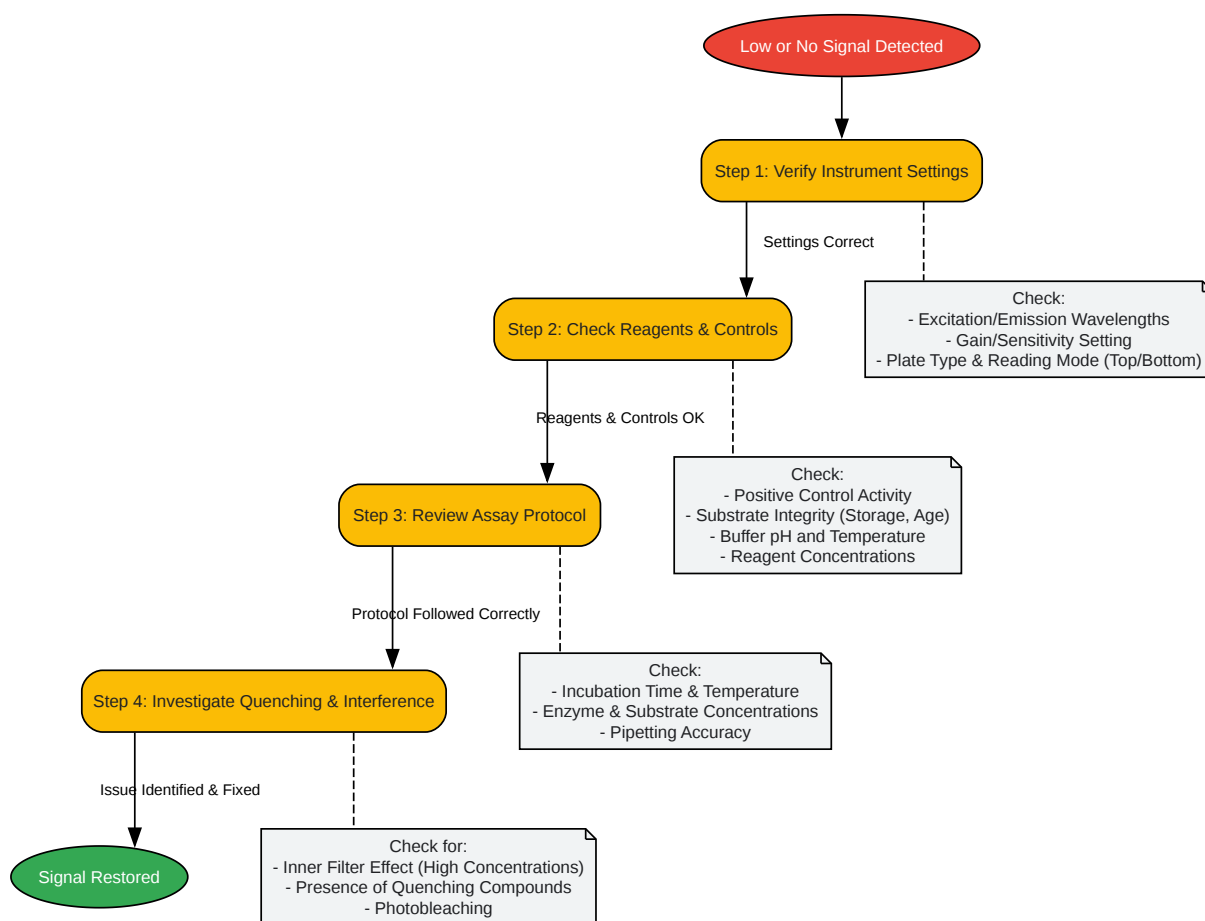 Low or No Signal Detected
Step 1: Verify Instrument Settings
Settings Correct
Check:
- Excitation/Emission Wavelengths
- Gain/Sensitivity Setting
- Plate Type & Reading Mode (Top/Bottom)
Step 2: Check Reagents & Controls
Reagents & Controls OK
Check:
- Positive Control Activity
- Substrate Integrity (Storage, Age)
- Buffer pH and Temperature
- Reagent Concentrations
Step 3: Review Assay Protocol
Protocol Followed Correctly
Check:
- Incubation Time & Temperature
- Enzyme & Substrate Concentrations
- Pipetting Accuracy
Step 4: Investigate Quenching & Interference
Issue Identified & Fixed
Check for:
- Inner Filter Effect (High Concentrations)
- Presence of Quenching Compounds
- Photobleaching
Signal Restored